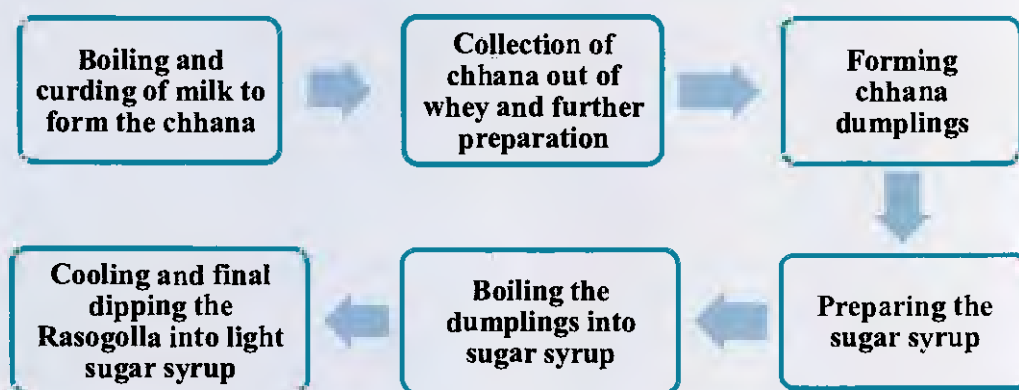 Boiling and
curding of milk to
form the chhana
Collection of
chhana out of
whey and further
preparation
Forming
chhana
dumplings
Preparing the
sugar syrup
Boiling the
dumplings into
sugar syrup
Cooling and final
dipping the
Rasogolla into light
sugar syrup